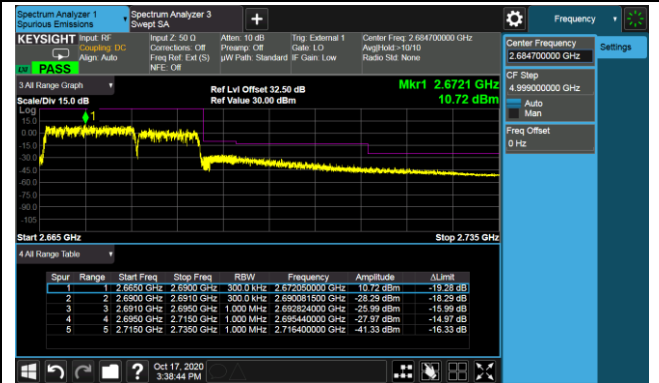 Spectrum Analyzer 1
Spurious Emissions
Spectrum Analyzer 3
Swept SA
Frequency
KEYSIGHT
Input: RF
Coupling: DC
Align: Auto
Input Z: 50 Ω
Corrections: Off
Freq Ref: Ext (S)
NFE: Off
Atten: 10 dB
Preamp: Off
µW Path: Standard
Trig: External 1
Gate: LO
IF Gain: Low
Center Freq: 2.684700000 GHz
Avg|Hold:>10/10
Radio Std: None
PASS
Center Frequency
2.684700000 GHz
Settings
CF Step
4.999000000 GHz
Auto
Man
Freq Offset
0 Hz
3 All Range Graph
Scale/Div 15.0 dB
Ref Lvl Offset 32.50 dB
Ref Value 30.00 dBm
Mkr1 2.6721 GHz
10.72 dBm
Log
15.0
0.00
-15.0
-30.0
-45.0
-60.0
-75.0
-90.0
-105
1
Start 2.665 GHz
Stop 2.735 GHz
4 All Range Table
Spur Range Start Freq Stop Freq RBW Frequency Amplitude ΔLimit
1 1 2.6650 GHz 2.6900 GHz 300.0 kHz 2.672050000 GHz 10.72 dBm -19.28 dB
2 2 2.6900 GHz 2.6910 GHz 300.0 kHz 2.690081500 GHz -28.29 dBm -18.29 dB
3 3 2.6910 GHz 2.6950 GHz 1.000 MHz 2.692824000 GHz -25.99 dBm -15.99 dB
4 4 2.6950 GHz 2.7150 GHz 1.000 MHz 2.695440000 GHz -27.97 dBm -14.97 dB
5 5 2.7150 GHz 2.7350 GHz 1.000 MHz 2.716400000 GHz -41.33 dBm -16.33 dB
Oct 17, 2020
3:38:44 PM